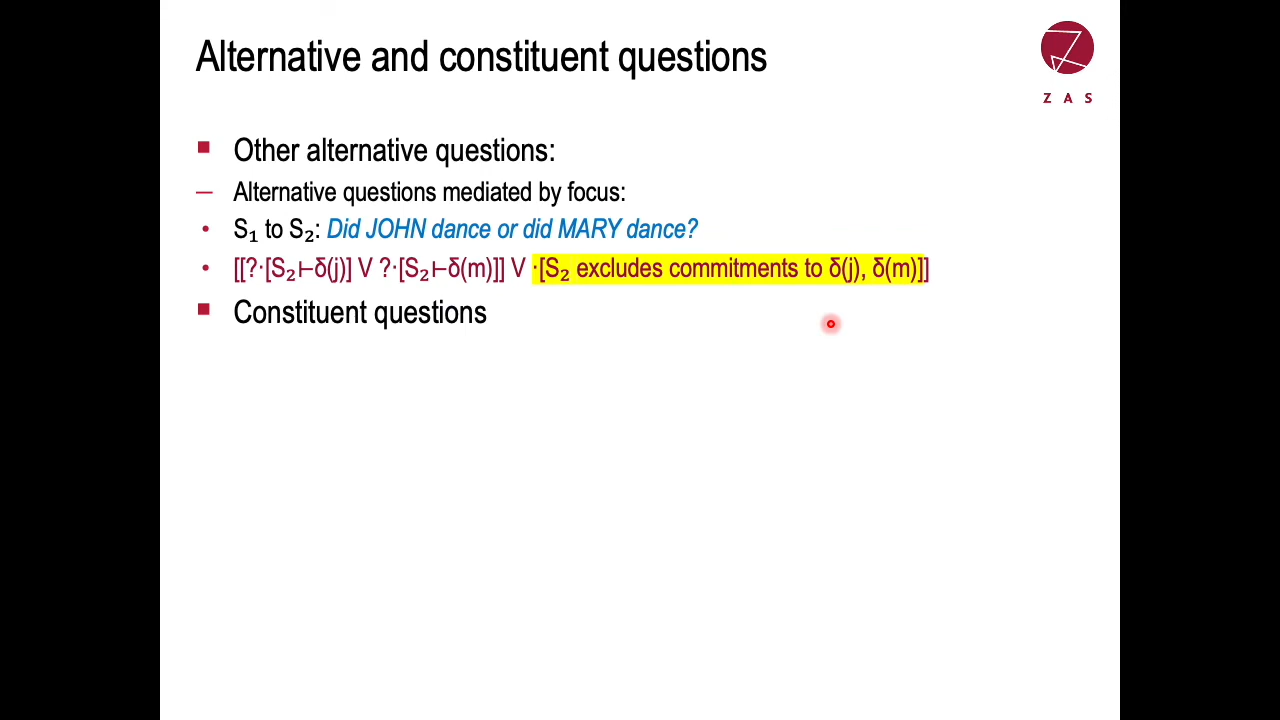 Alternative and constituent questions
Z A S
■ Other alternative questions:
– Alternative questions mediated by focus:
• S₁ to S₂: Did JOHN dance or did MARY dance?
• [[?·[S₂⊢δ(j)] V ?·[S₂⊢δ(m)]] V ·[S₂ excludes commitments to δ(j), δ(m)]]
■ Constituent questions